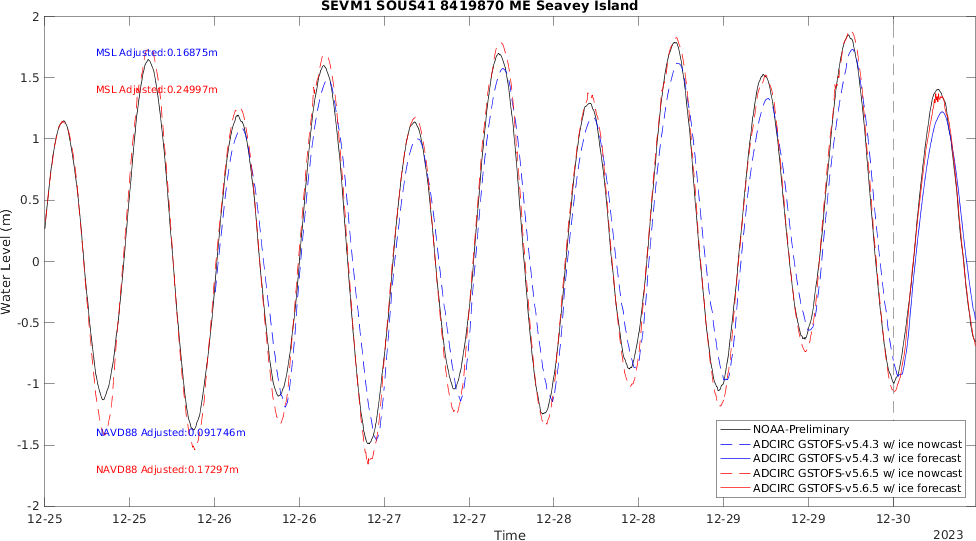 SEVM1 SOUS41 8419870 ME Seavey Island
2
1.5
1
0.5
0
-0.5
-1
-1.5
-2
Water Level (m)
MSL Adjusted:0.16875m
MSL Adjusted:0.24997m
NAVD88 Adjusted:0.091746m
NAVD88 Adjusted:0.17297m
NOAA-Preliminary
ADCIRC GSTOFS-v5.4.3 w/ ice nowcast
ADCIRC GSTOFS-v5.4.3 w/ ice forecast
ADCIRC GSTOFS-v5.6.5 w/ ice nowcast
ADCIRC GSTOFS-v5.6.5 w/ ice forecast
12-25 12-25 12-26 12-26 12-27 12-27 12-28 12-28 12-29 12-29 12-30
Time
2023